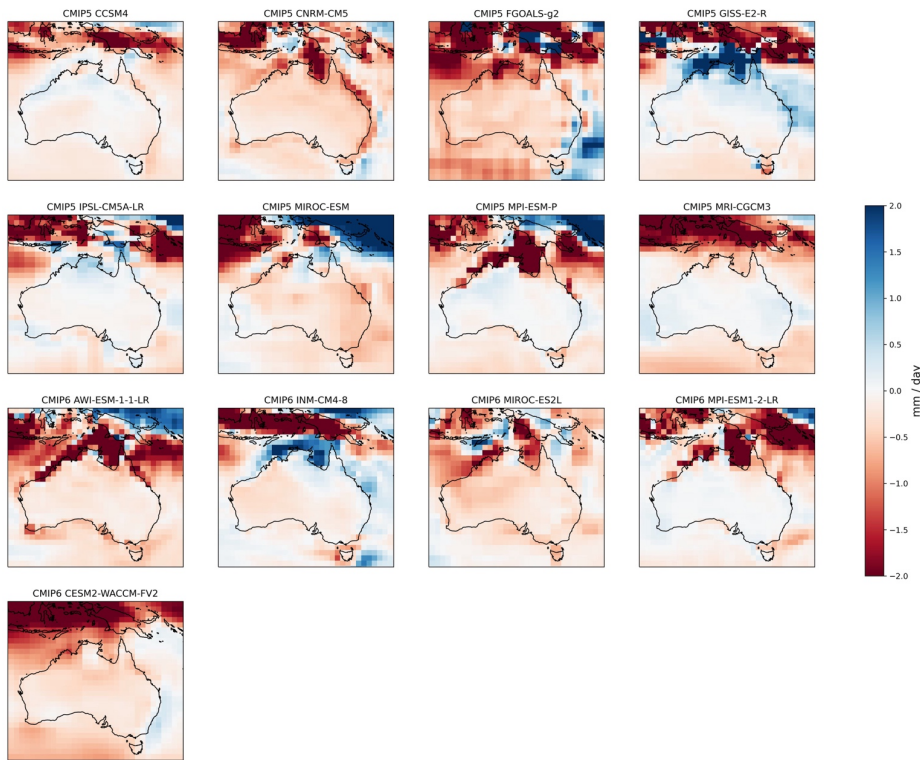 CMIP5 CCSM4
CMIP5 CNRM-CM5
CMIP5 FGOALS-g2
CMIP5 GISS-E2-R
CMIP5 IPSL-CM5A-LR
CMIP5 MIROC-ESM
CMIP5 MPI-ESM-P
CMIP5 MRI-CGCM3
CMIP6 AWI-ESM-1-1-LR
CMIP6 INM-CM4-8
CMIP6 MIROC-ES2L
CMIP6 MPI-ESM1-2-LR
CMIP6 CESM2-WACCM-FV2
2.0
1.5
1.0
0.5
0.0
−0.5
−1.0
−1.5
−2.0
mm / day